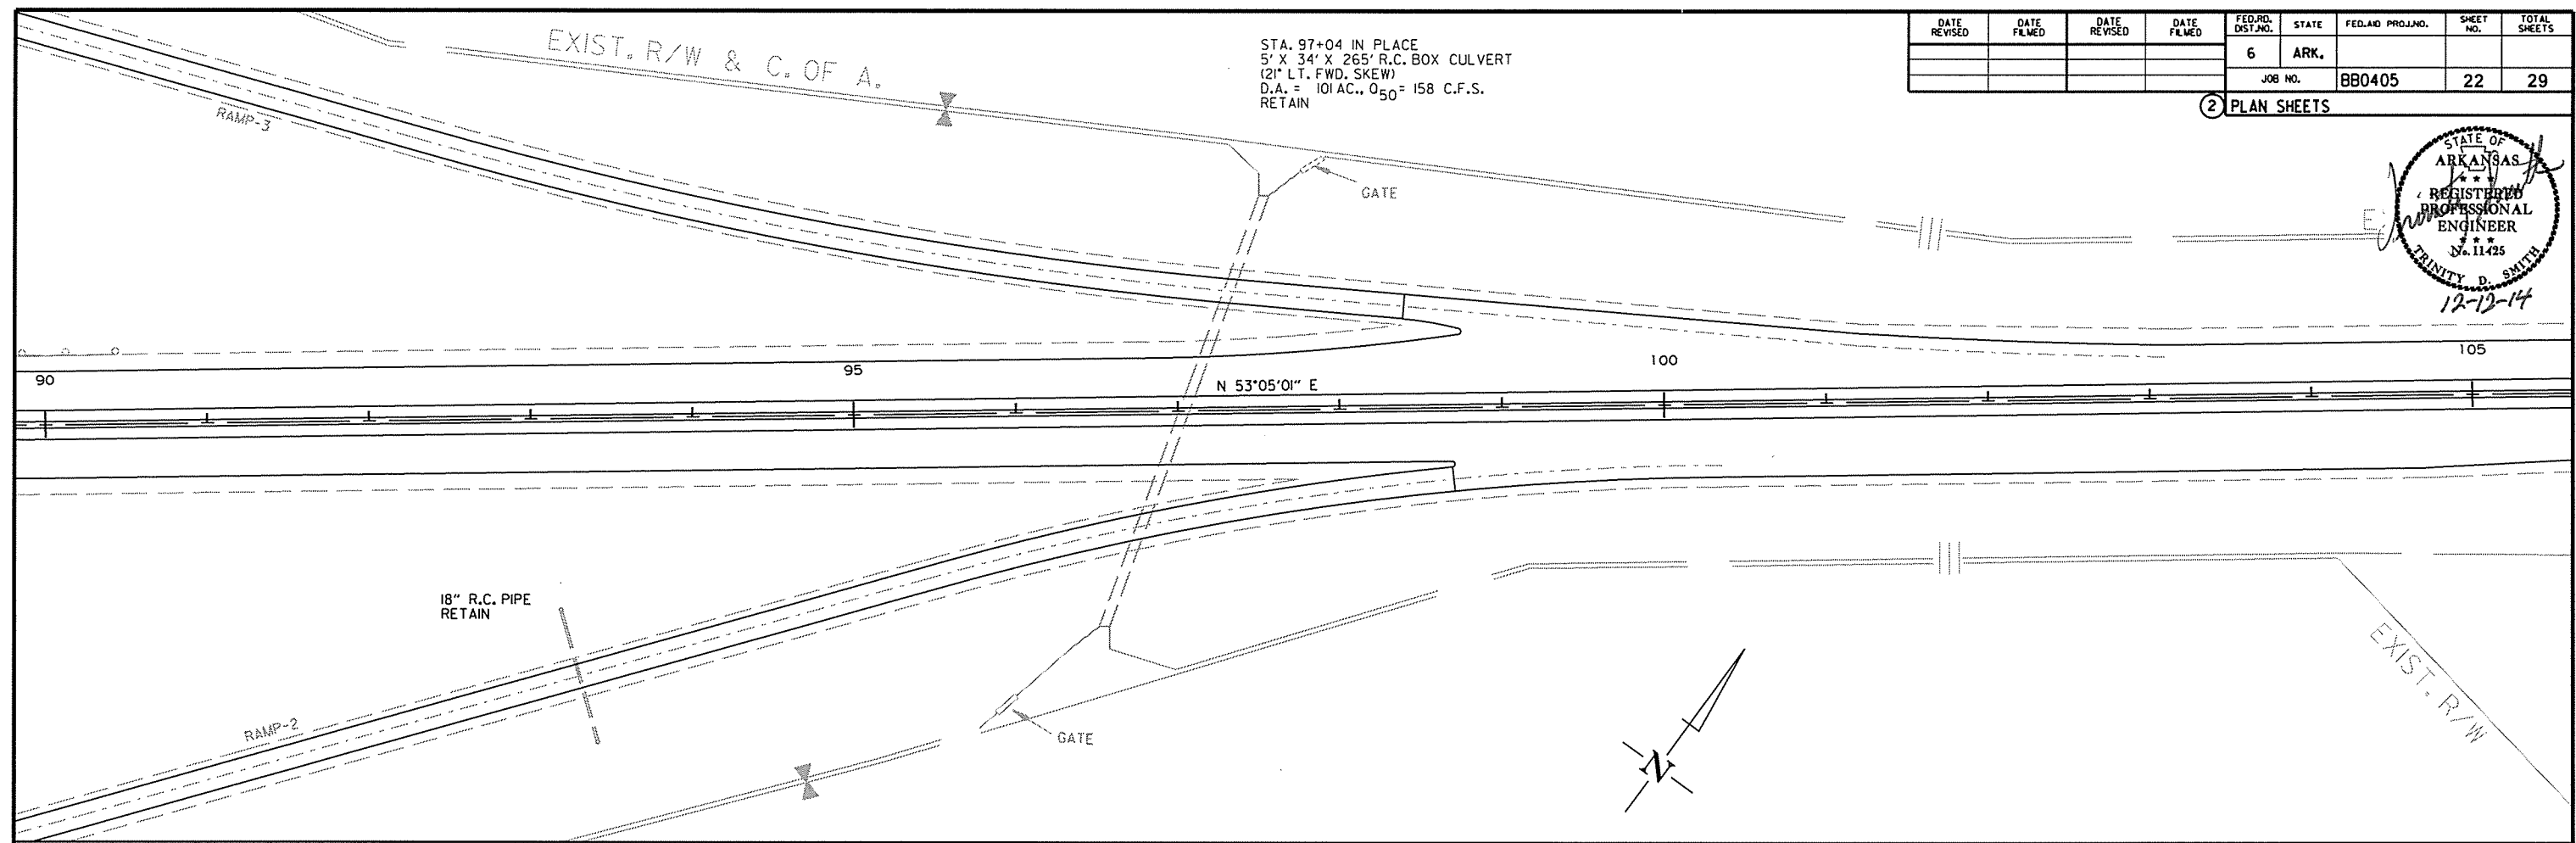 EXIST. R/W & C. OF A.
RAMP-3
STA. 97+04 IN PLACE
5' X 34' X 265' R.C. BOX CULVERT
(21° LT. FWD. SKEW)
D.A. = 101 AC., Q50 = 158 C.F.S.
RETAIN
DATE REVISED
DATE FILMED
DATE REVISED
DATE FILMED
FED.RD. DIST.NO.
STATE
FED.AID PROJ.NO.
SHEET NO.
TOTAL SHEETS
6
ARK.
JOB NO.
BB0405
22
29
2 PLAN SHEETS
STATE OF
ARKANSAS
★ ★ ★
REGISTERED
PROFESSIONAL
ENGINEER
★ ★ ★
No. 11425
TRINITY D. SMITH
12-12-14
E
GATE
90
95
100
105
N 53°05'01" E
18" R.C. PIPE
RETAIN
RAMP-2
GATE
N
EXIST. R/W